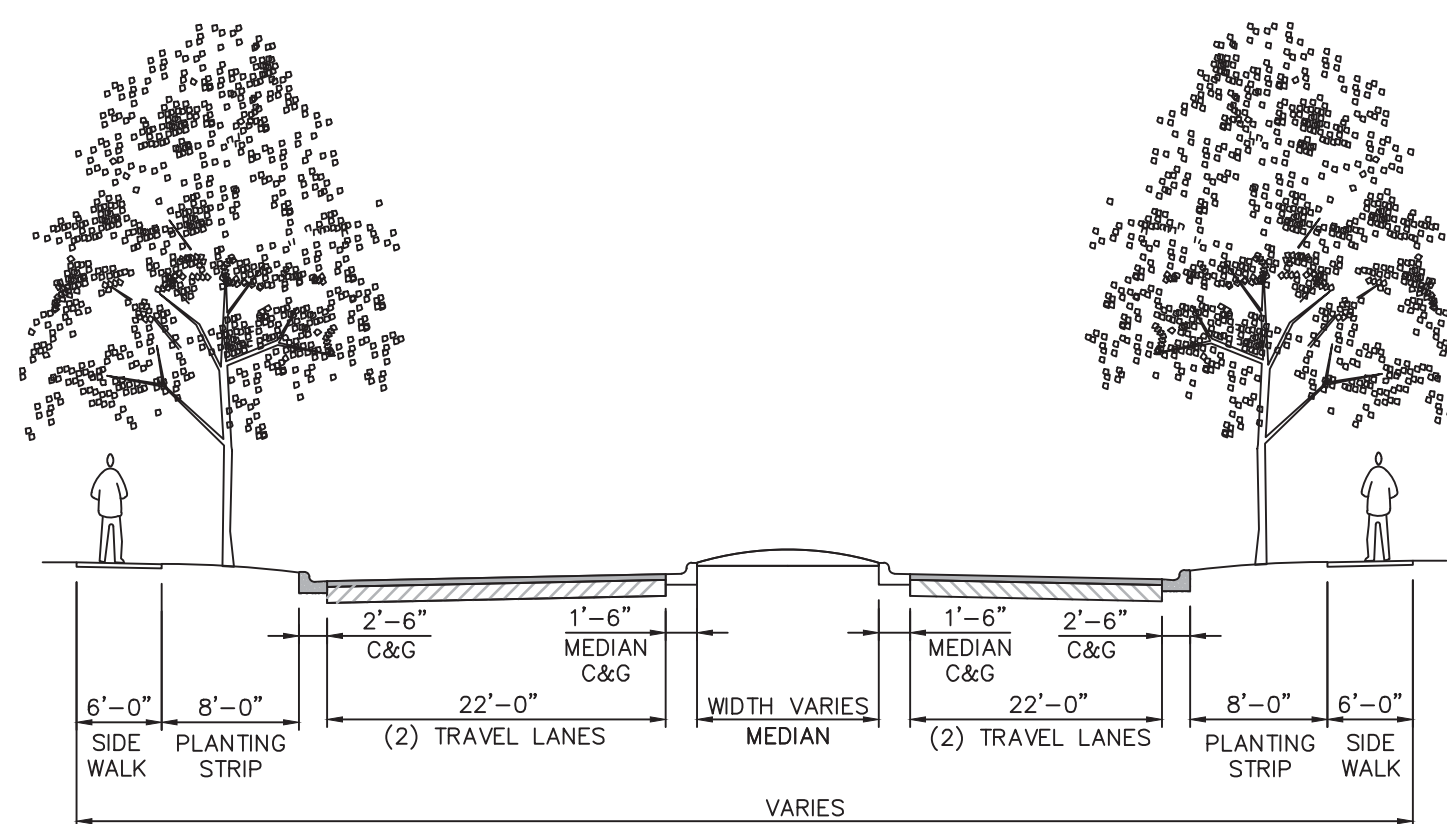 2'-6"
C&G
1'-6"
MEDIAN
C&G
1'-6"
MEDIAN
C&G
2'-6"
C&G
6'-0"
SIDE
WALK
8'-0"
PLANTING
STRIP
22'-0"
(2) TRAVEL LANES
WIDTH VARIES
MEDIAN
22'-0"
(2) TRAVEL LANES
8'-0"
PLANTING
STRIP
6'-0"
SIDE
WALK
VARIES